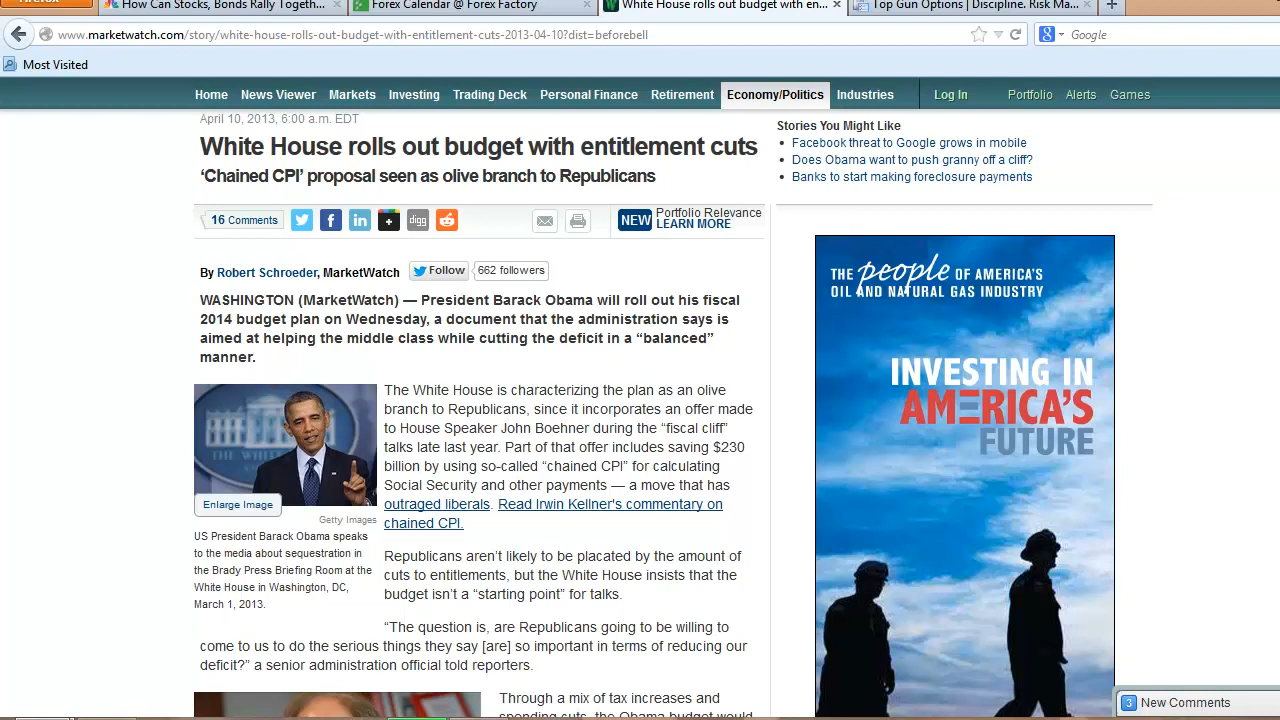 How Can Stocks, Bonds Rally Togeth...
Forex Calendar @ Forex Factory
White House rolls out budget with en...
Top Gun Options | Discipline. Risk Ma...
www.marketwatch.com/story/white-house-rolls-out-budget-with-entitlement-cuts-2013-04-10?dist=beforebell
Google
Most Visited
Home News Viewer Markets Investing Trading Deck Personal Finance Retirement Economy/Politics Industries Log In Portfolio Alerts Games
April 10, 2013, 6:00 a.m. EDT
White House rolls out budget with entitlement cuts
‘Chained CPI’ proposal seen as olive branch to Republicans
Stories You Might Like
• Facebook threat to Google grows in mobile
• Does Obama want to push granny off a cliff?
• Banks to start making foreclosure payments
16 Comments
digg
NEW Portfolio Relevance
LEARN MORE
By Robert Schroeder, MarketWatch Follow 662 followers
WASHINGTON (MarketWatch) — President Barack Obama will roll out his fiscal
2014 budget plan on Wednesday, a document that the administration says is
aimed at helping the middle class while cutting the deficit in a “balanced”
manner.
Enlarge Image
Getty Images
US President Barack Obama speaks
to the media about sequestration in
the Brady Press Briefing Room at the
White House in Washington, DC,
March 1, 2013.
The White House is characterizing the plan as an olive
branch to Republicans, since it incorporates an offer made
to House Speaker John Boehner during the “fiscal cliff”
talks late last year. Part of that offer includes saving $230
billion by using so-called “chained CPI” for calculating
Social Security and other payments — a move that has
outraged liberals. Read Irwin Kellner's commentary on
chained CPI.
Republicans aren’t likely to be placated by the amount of
cuts to entitlements, but the White House insists that the
budget isn’t a “starting point” for talks.
“The question is, are Republicans going to be willing to
come to us to do the serious things they say [are] so important in terms of reducing our
deficit?” a senior administration official told reporters.
Through a mix of tax increases and
spending cuts, the Obama budget would
THE people OF AMERICA'S
OIL AND NATURAL GAS INDUSTRY
INVESTING IN
AMERICA'S
FUTURE
3 New Comments